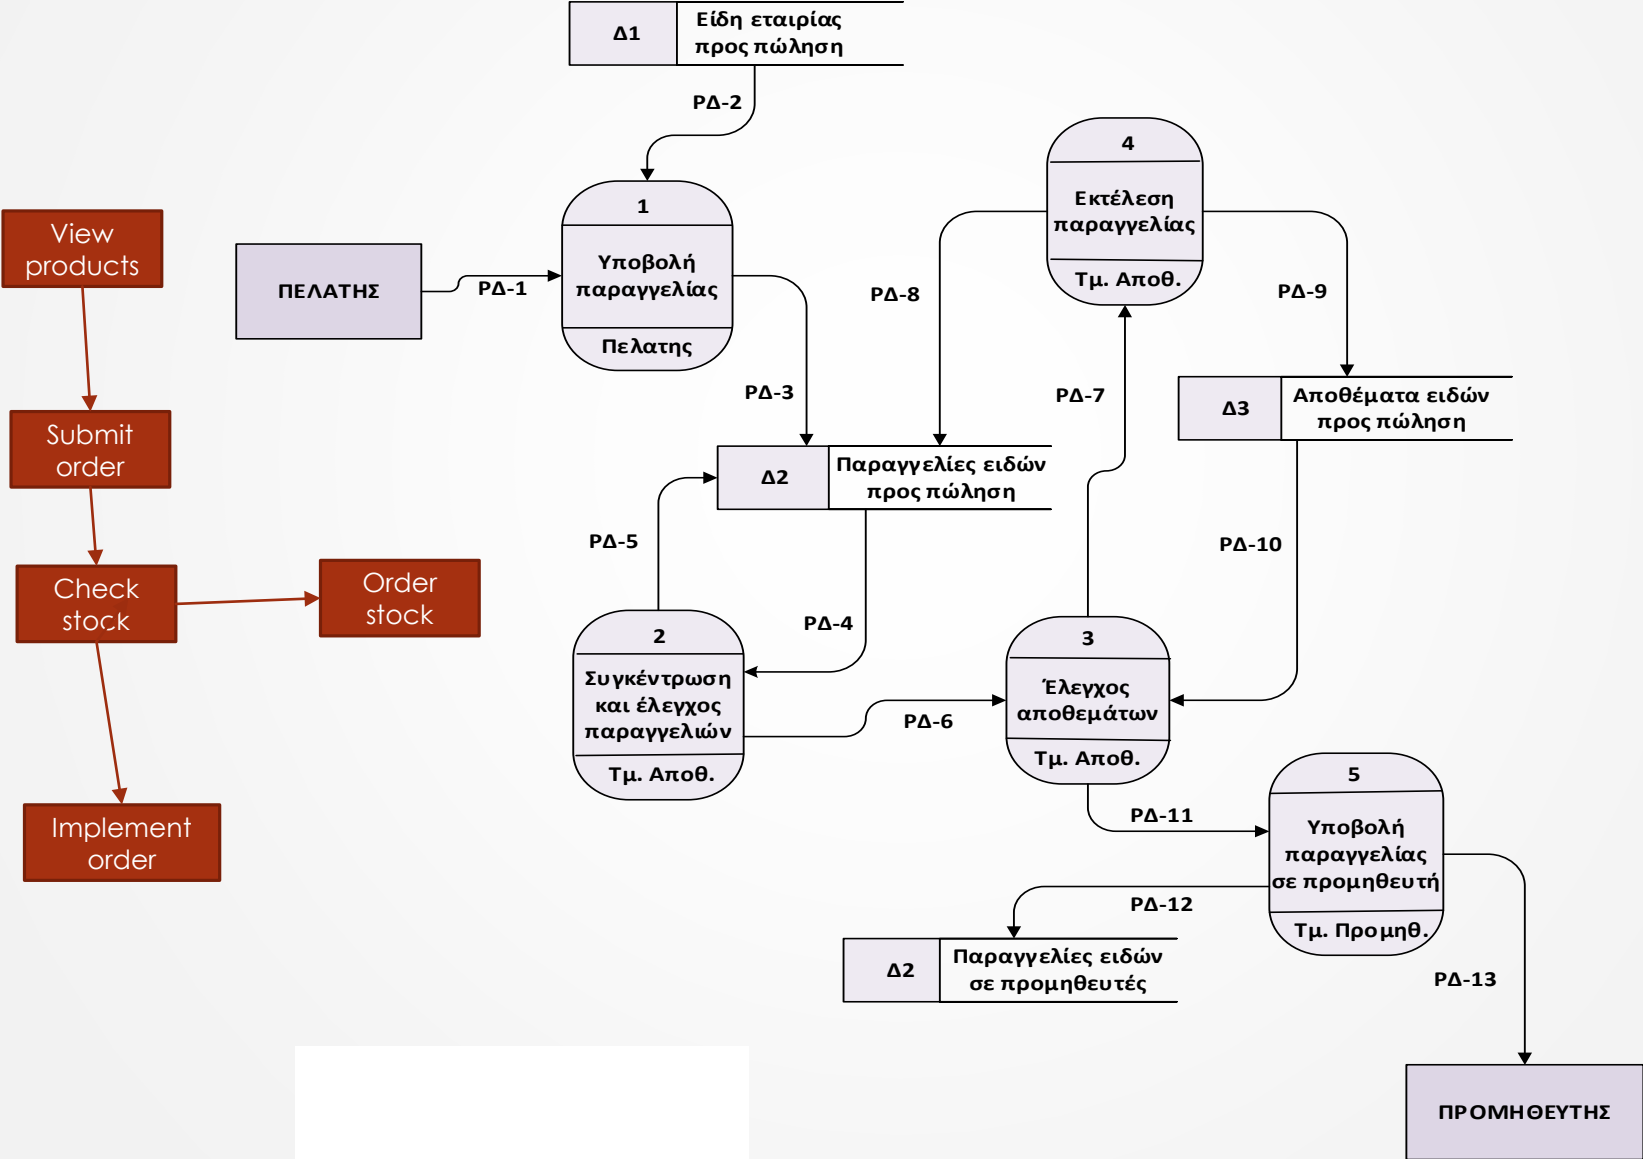 Δ1
Είδη εταιρίας
προς πώληση
ΡΔ-2
1
Υποβολή
παραγγελίας
Πελατης
ΠΕΛΑΤΗΣ
ΡΔ-1
ΡΔ-3
4
Εκτέλεση
παραγγελίας
Τμ. Αποθ.
ΡΔ-8
ΡΔ-9
ΡΔ-7
Δ3
Αποθέματα ειδών
προς πώληση
Δ2
Παραγγελίες ειδών
προς πώληση
ΡΔ-5
ΡΔ-4
ΡΔ-10
2
Συγκέντρωση
και έλεγχος
παραγγελιών
Τμ. Αποθ.
ΡΔ-6
3
Έλεγχος
αποθεμάτων
Τμ. Αποθ.
ΡΔ-11
5
Υποβολή
παραγγελίας
σε προμηθευτή
Τμ. Προμηθ.
ΡΔ-12
Δ2
Παραγγελίες ειδών
σε προμηθευτές
ΡΔ-13
ΠΡΟΜΗΘΕΥΤΗΣ
View
products
Submit
order
Check
stock
Order
stock
Implement
order